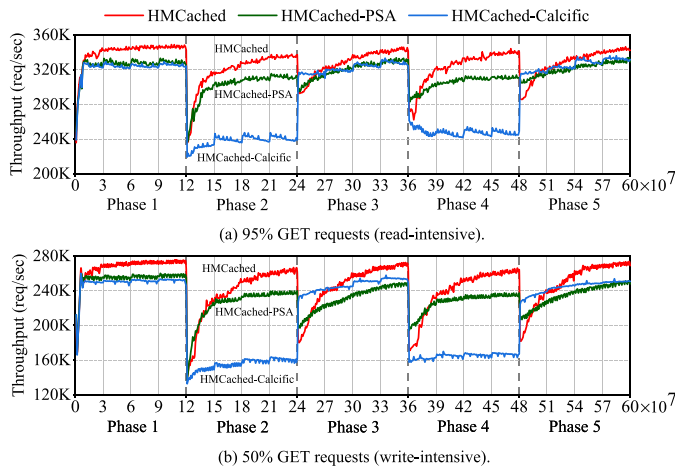 HMCached HMCached-PSA HMCached-Calcific
360K
320K
280K
240K
200K
Throughput (req/sec)
HMCached
HMCached-PSA
HMCached-Calcific
0 3 6 9 12 15 18 21 24 27 30 33 36 39 42 45 48 51 54 57 60×10⁷
Phase 1 Phase 2 Phase 3 Phase 4 Phase 5
(a) 95% GET requests (read-intensive).
280K
240K
200K
160K
120K
Throughput (req/sec)
HMCached
HMCached-PSA
HMCached-Calcific
0 3 6 9 12 15 18 21 24 27 30 33 36 39 42 45 48 51 54 57 60×10⁷
Phase 1 Phase 2 Phase 3 Phase 4 Phase 5
(b) 50% GET requests (write-intensive).